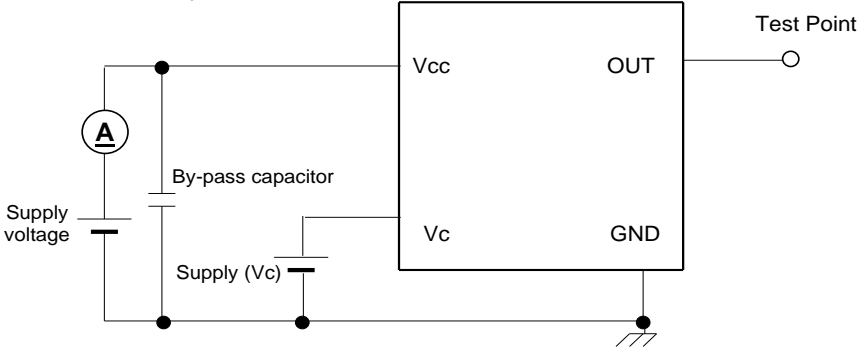 Test Point
Vcc
OUT
A
By-pass capacitor
Supply
voltage
Vc
GND
Supply (Vc)